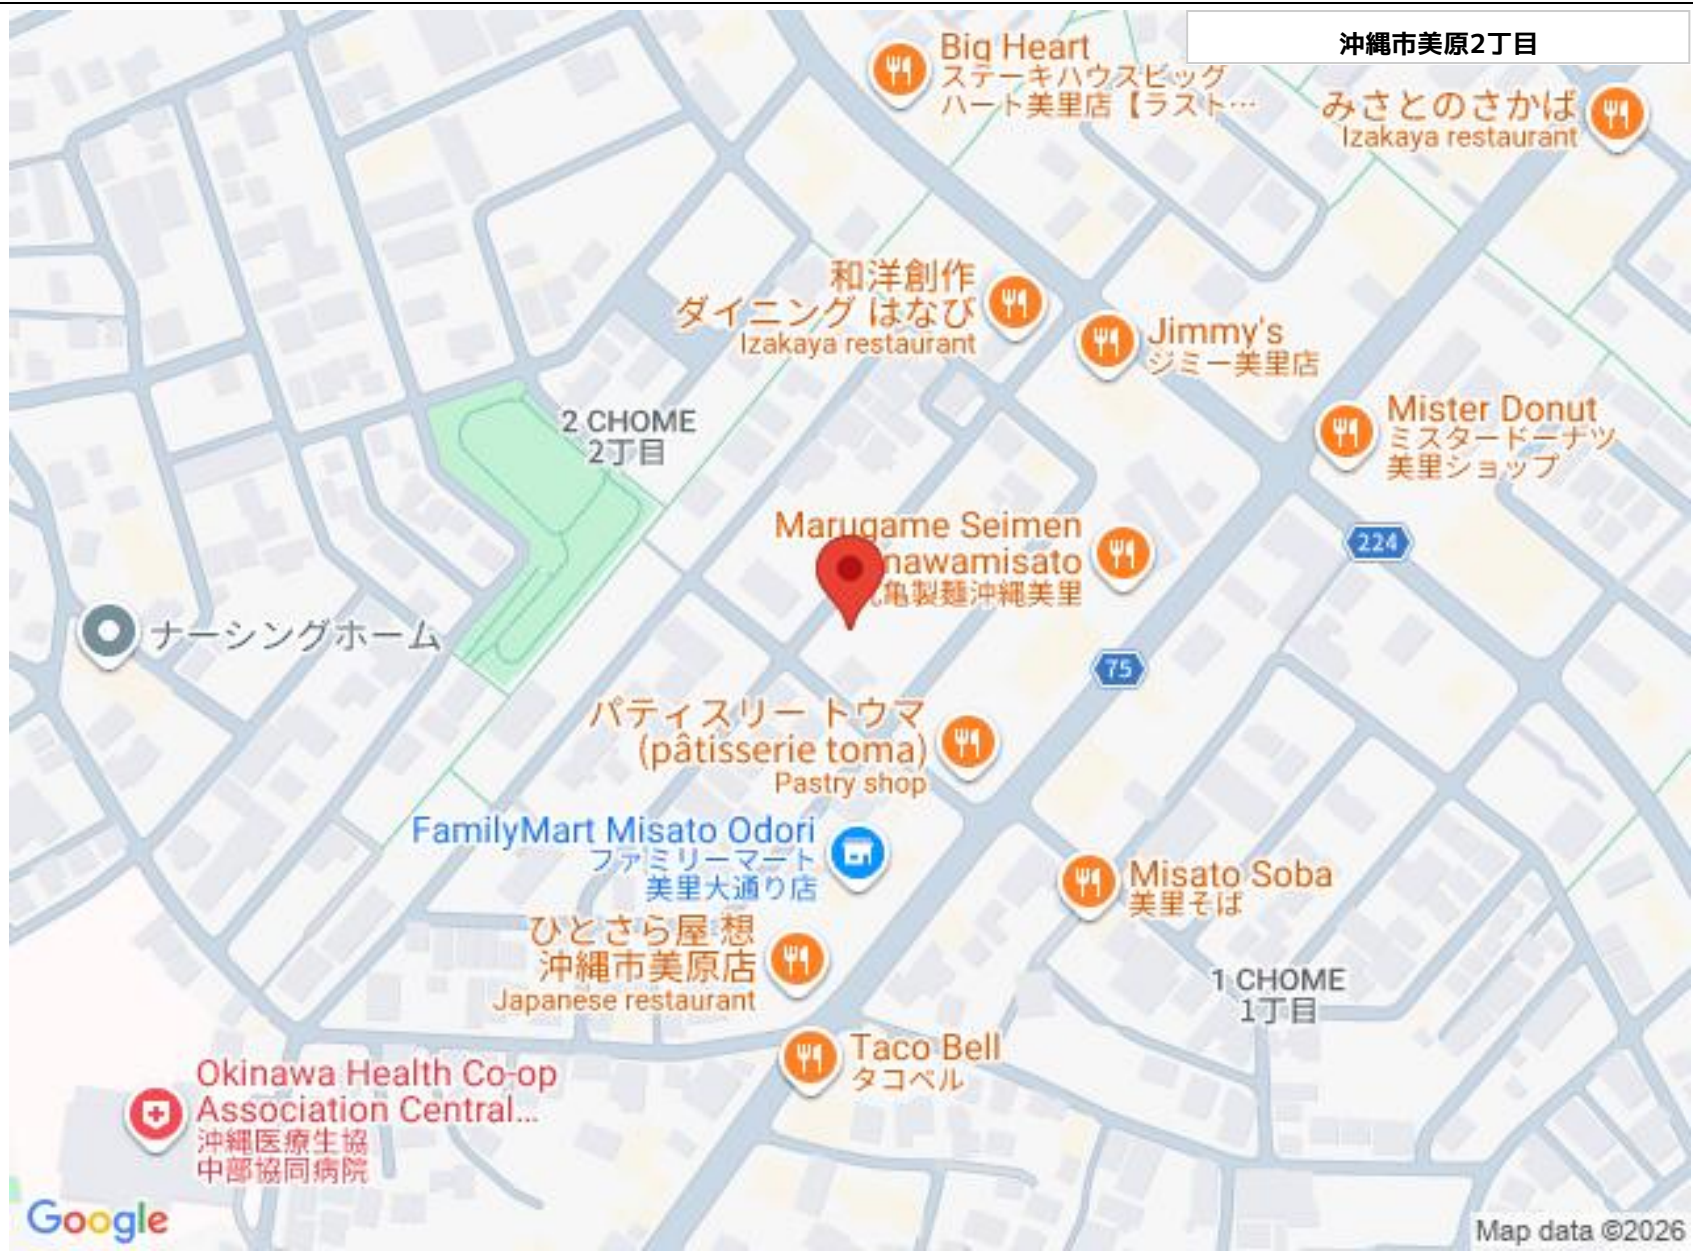 沖縄市美原2丁目
Big Heart
ステーキハウスビッグ
ハート美里店【ラスト…
みさとのさかば
Izakaya restaurant
和洋創作
ダイニング はなび
Izakaya restaurant
Jimmy's
ジミー美里店
Mister Donut
ミスタードーナツ
美里ショップ
2 CHOME
2丁目
224
Marugame Seimen
nawamisato
亀製麺沖縄美里
ナーシングホーム
75
パティスリー トウマ
(pâtisserie toma)
Pastry shop
FamilyMart Misato Odori
ファミリーマート
美里大通り店
Misato Soba
美里そば
ひとさら屋 想
沖縄市美原店
Japanese restaurant
1 CHOME
1丁目
Taco Bell
タコベル
Okinawa Health Co-op
Association Central...
沖縄医療生協
中部協同病院
Google
Map data ©2026